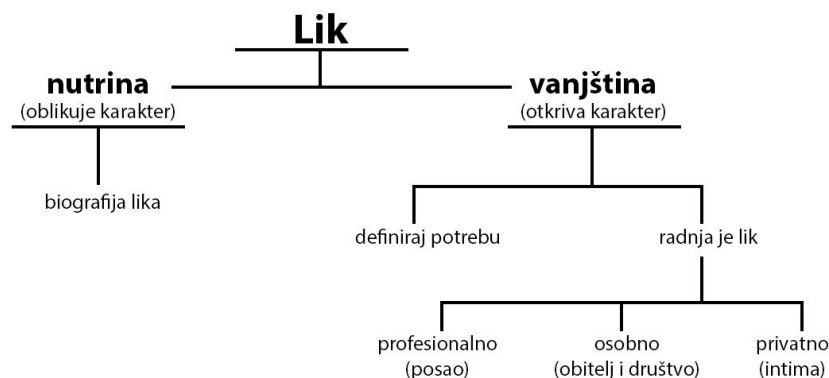 Lik
nutrina
(oblikuje karakter)
vanjština
(otkriva karakter)
biografija lika
definiraj potrebu
radnja je lik
profesionalno
(posao)
osobno
(obitelj i društvo)
privatno
(intima)